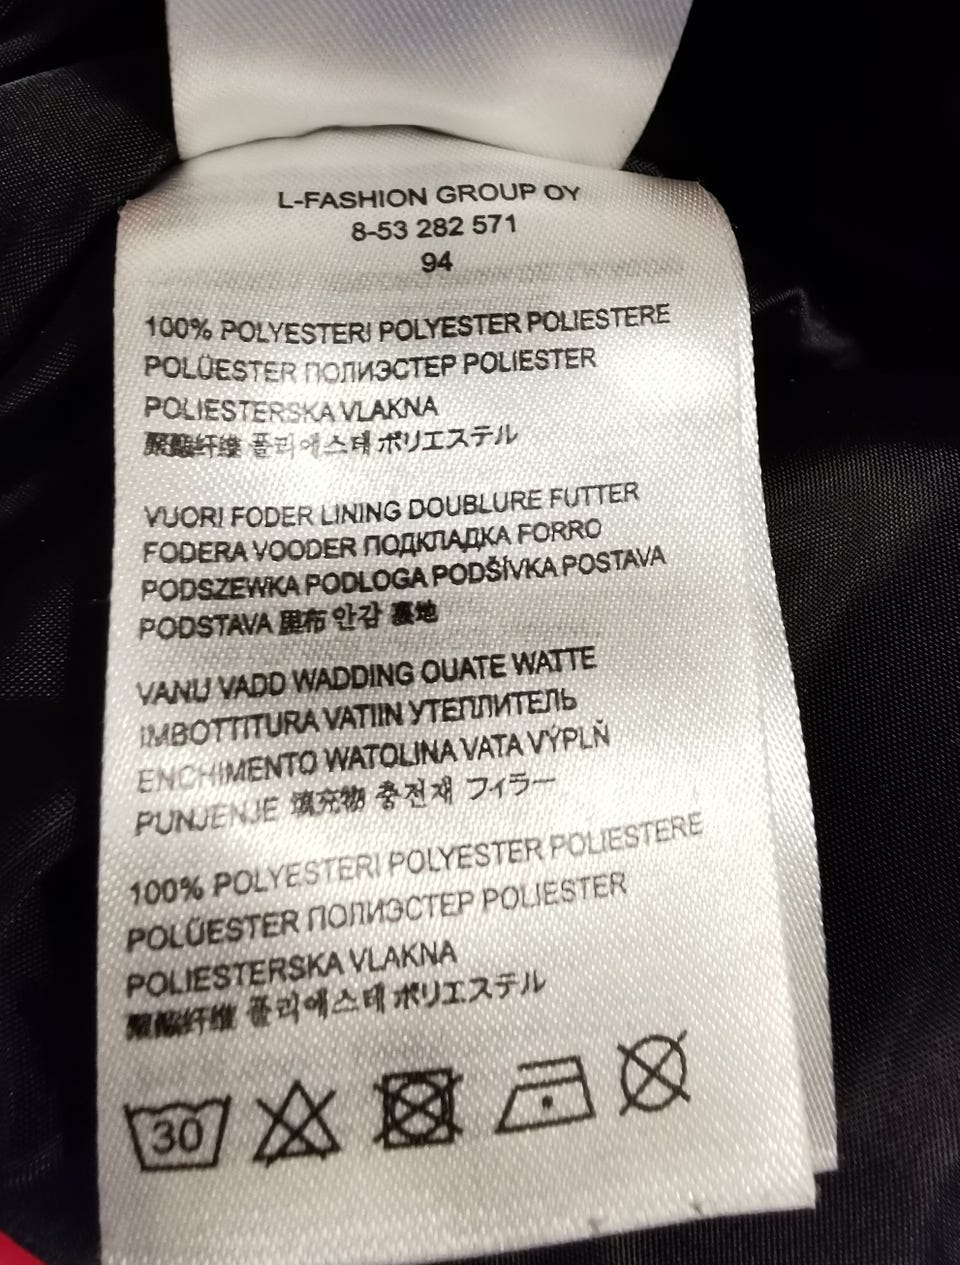 L-FASHION GROUP OY
8-53 282 571
94
100% POLYESTERI POLYESTER POLIESTERE
POLÜESTER ПОЛИЭСТЕР POLIESTER
POLIESTERSKA VLAKNA
聚酯纤维 폴리에스테 ポリエステル
VUORI FODER LINING DOUBLURE FUTTER
FODERA VOODER ПОДКЛАДКА FORRO
PODSZEWKA PODLOGA PODŠÍVKA POSTAVA
PODSTAVA 里布 안감 裏地
VANU VADD WADDING OUATE WATTE
IMBOTTITURA VATIIN УТЕПЛИТЕЛЬ
ENCHIMENTO WATOLINA VATA VÝPLŇ
PUNJENJE 填充物 충전재 フィラー
100% POLYESTERI POLYESTER POLIESTERE
POLÜESTER ПОЛИЭСТЕР POLIESTER
POLIESTERSKA VLAKNA
聚酯纤维 폴리에스테 ポリエステル
30